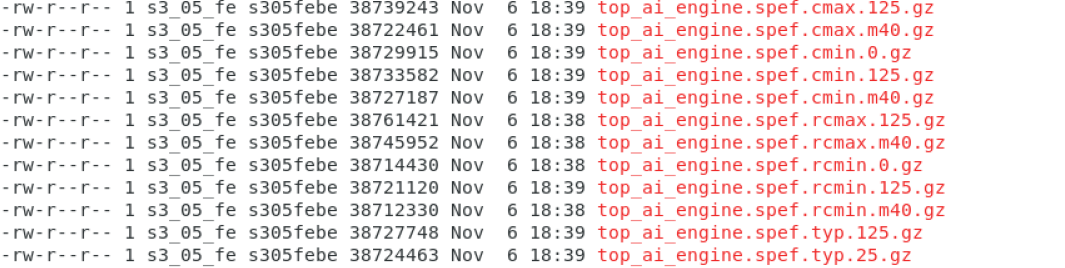 -rw-r--r-- 1 s3_05_fe s305febe 38739243 Nov  6 18:39 top_ai_engine.spef.cmax.125.gz
-rw-r--r-- 1 s3_05_fe s305febe 38722461 Nov  6 18:39 top_ai_engine.spef.cmax.m40.gz
-rw-r--r-- 1 s3_05_fe s305febe 38729915 Nov  6 18:39 top_ai_engine.spef.cmin.0.gz
-rw-r--r-- 1 s3_05_fe s305febe 38733582 Nov  6 18:39 top_ai_engine.spef.cmin.125.gz
-rw-r--r-- 1 s3_05_fe s305febe 38727187 Nov  6 18:39 top_ai_engine.spef.cmin.m40.gz
-rw-r--r-- 1 s3_05_fe s305febe 38761421 Nov  6 18:38 top_ai_engine.spef.rcmax.125.gz
-rw-r--r-- 1 s3_05_fe s305febe 38745952 Nov  6 18:38 top_ai_engine.spef.rcmax.m40.gz
-rw-r--r-- 1 s3_05_fe s305febe 38714430 Nov  6 18:38 top_ai_engine.spef.rcmin.0.gz
-rw-r--r-- 1 s3_05_fe s305febe 38721120 Nov  6 18:39 top_ai_engine.spef.rcmin.125.gz
-rw-r--r-- 1 s3_05_fe s305febe 38712330 Nov  6 18:38 top_ai_engine.spef.rcmin.m40.gz
-rw-r--r-- 1 s3_05_fe s305febe 38727748 Nov  6 18:39 top_ai_engine.spef.typ.125.gz
-rw-r--r-- 1 s3_05_fe s305febe 38724463 Nov  6 18:39 top_ai_engine.spef.typ.25.gz